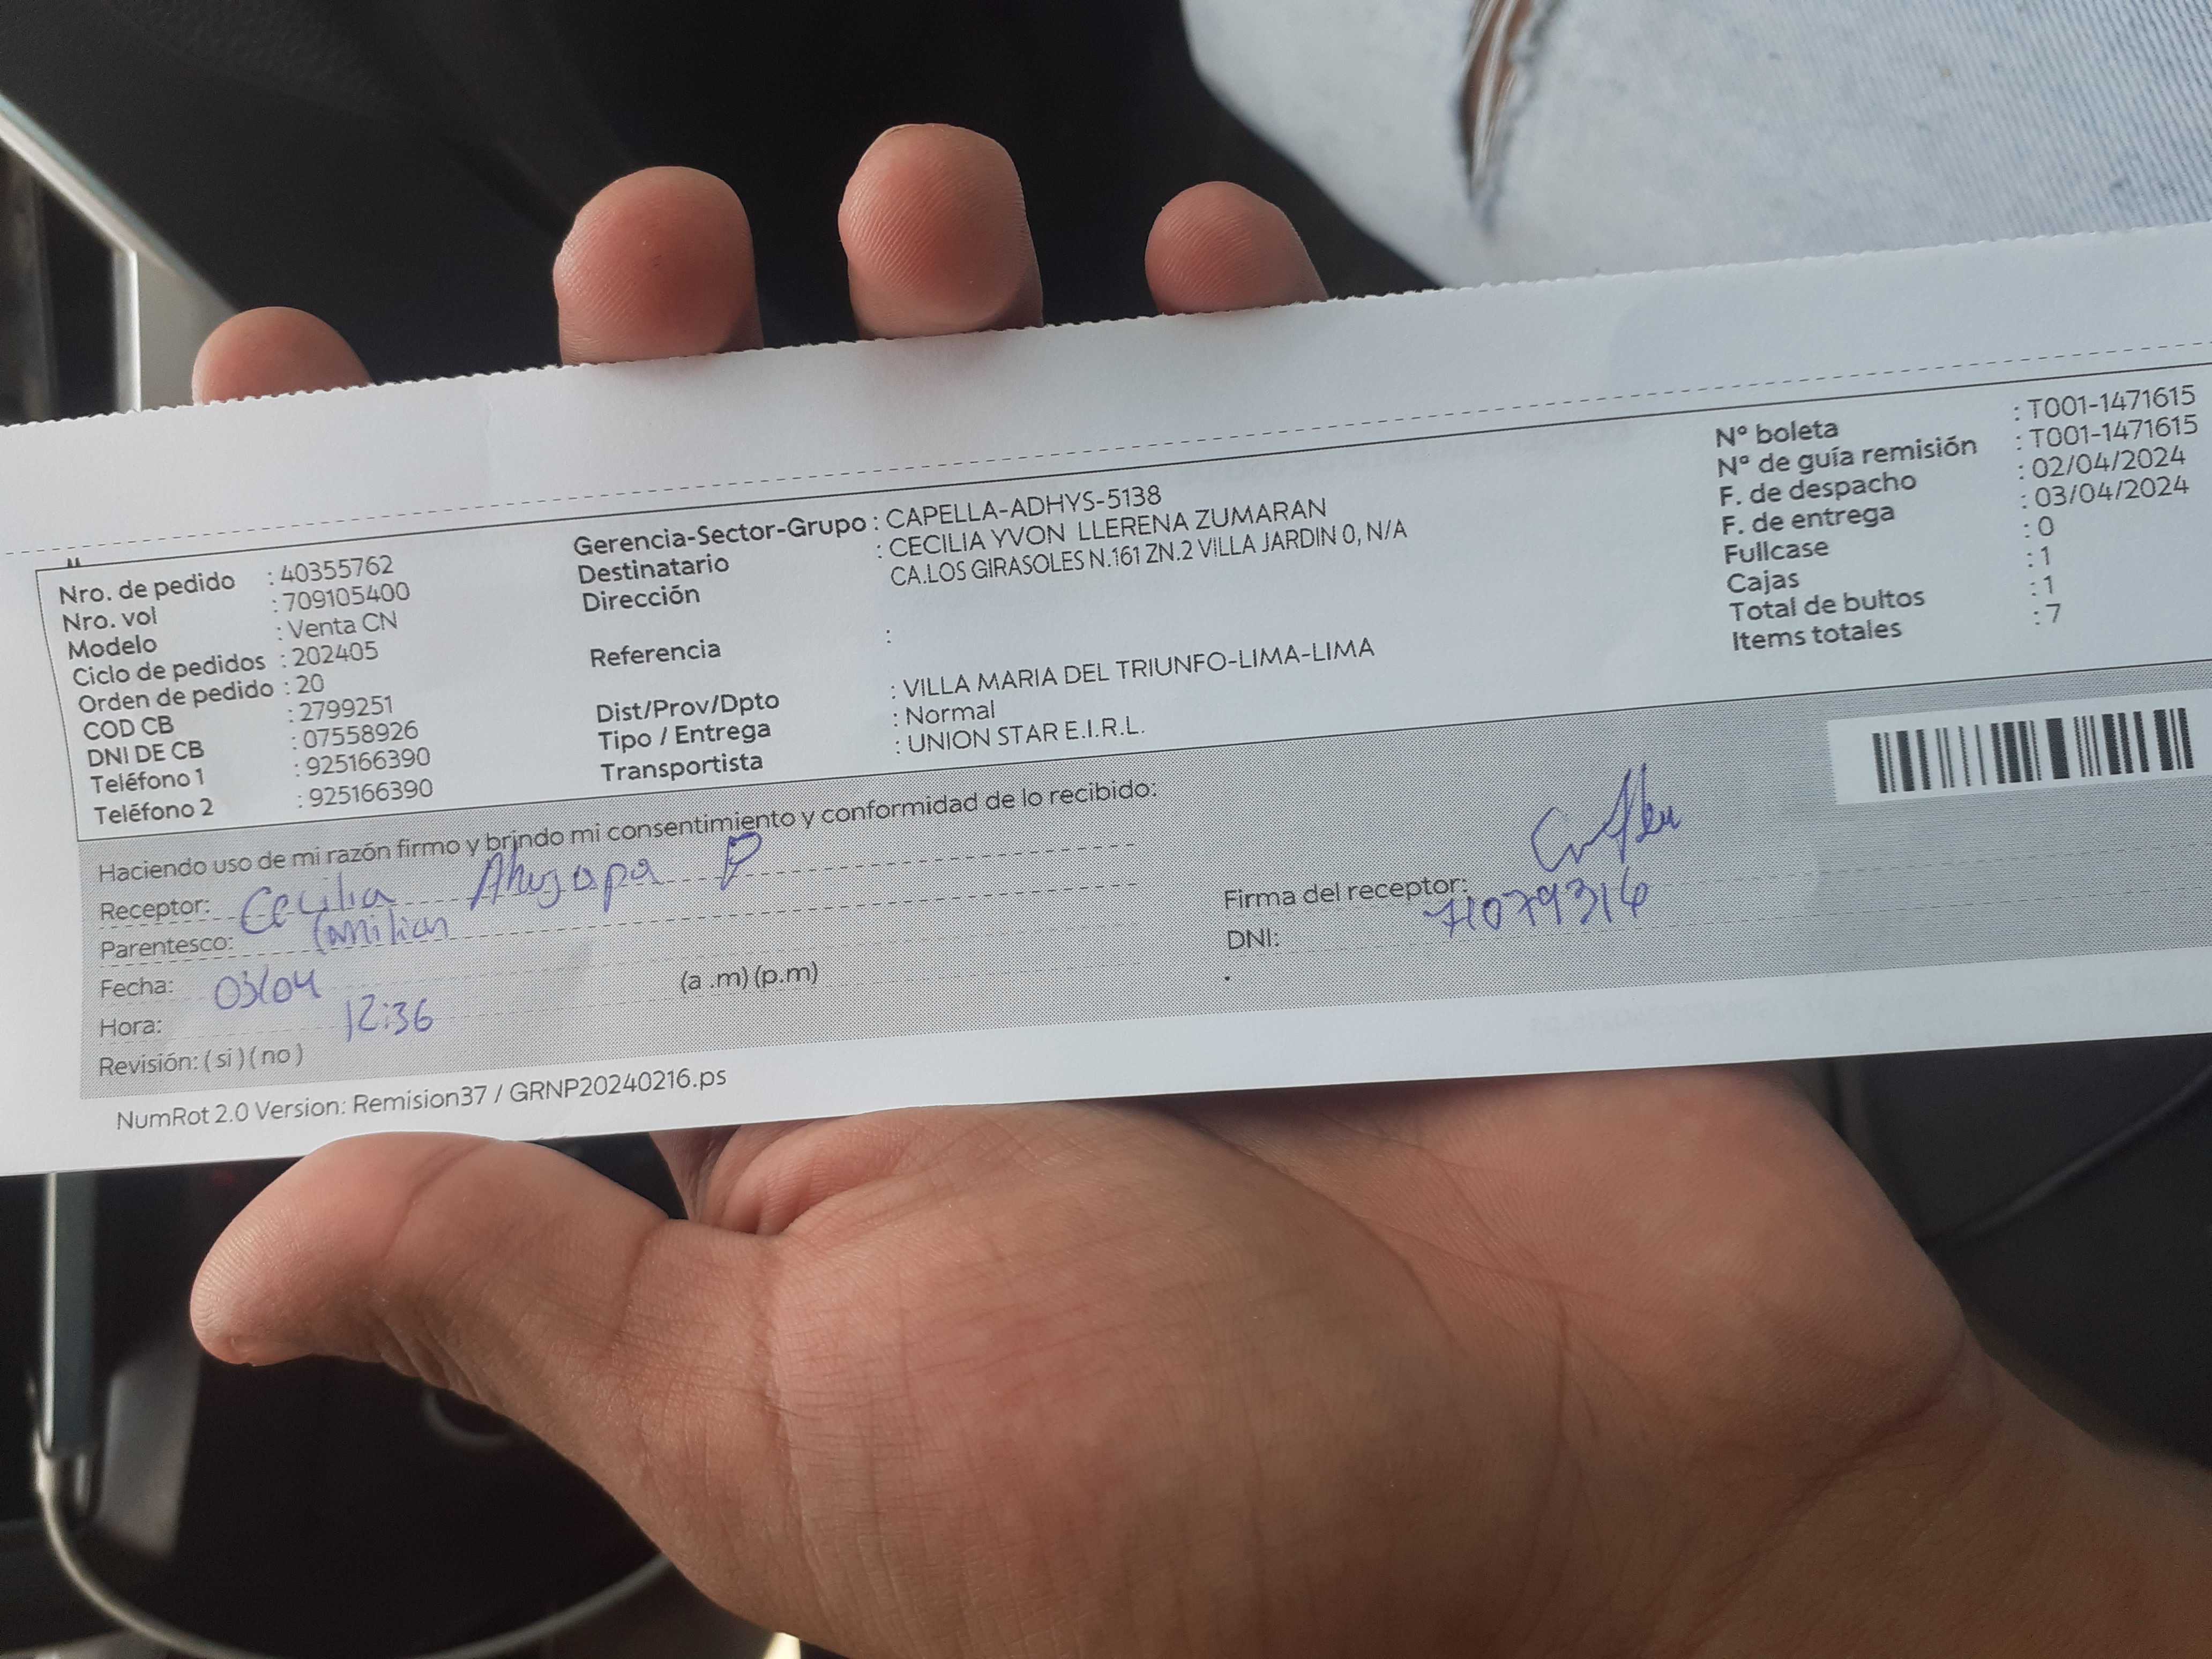 Nro. de pedido : 40355762
Nro. vol : 709105400
Modelo : Venta CN
Ciclo de pedidos : 202405
Orden de pedido : 20
COD CB : 2799251
DNI DE CB : 07558926
Teléfono 1 : 925166390
Teléfono 2 : 925166390
Gerencia-Sector-Grupo : CAPELLA-ADHYS-5138
Destinatario : CECILIA YVON LLERENA ZUMARAN
Dirección CA.LOS GIRASOLES N.161 ZN.2 VILLA JARDIN 0, N/A
Referencia :
Dist/Prov/Dpto : VILLA MARIA DEL TRIUNFO-LIMA-LIMA
Tipo / Entrega : Normal
Transportista : UNION STAR E.I.R.L.
Nº boleta : T001-1471615
Nº de guía remisión : T001-1471615
F. de despacho : 02/04/2024
F. de entrega : 03/04/2024
Fullcase : 0
Cajas : 1
Total de bultos : 1
Items totales : 7
Haciendo uso de mi razón firmo y brindo mi consentimiento y conformidad de lo recibido:
Receptor: Cecilia
Parentesco: familiar
Fecha: 03/04
Hora: 12:36 (a .m) (p.m)
Revisión: ( si ) ( no )
Firma del receptor:
DNI: 71079316
NumRot 2.0 Version: Remision37 / GRNP20240216.ps